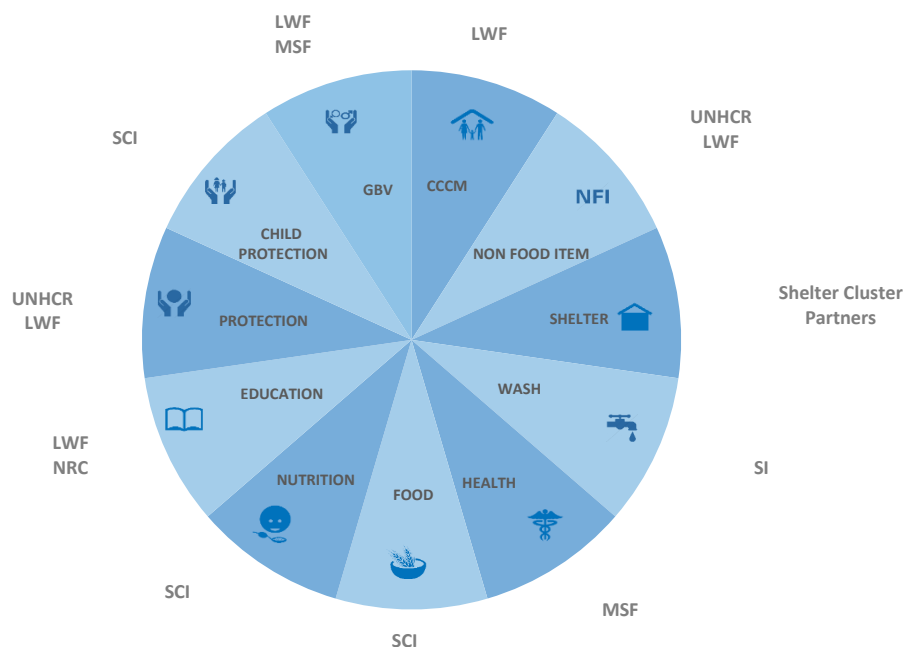 LWF
MSF
LWF
UNHCR
LWF
SCI
NFI
GBV
CCCM
CHILD
PROTECTION
NON FOOD ITEM
UNHCR
LWF
PROTECTION
SHELTER
Shelter Cluster
Partners
EDUCATION
WASH
LWF
NRC
SI
NUTRITION
FOOD
HEALTH
SCI
SCI
MSF